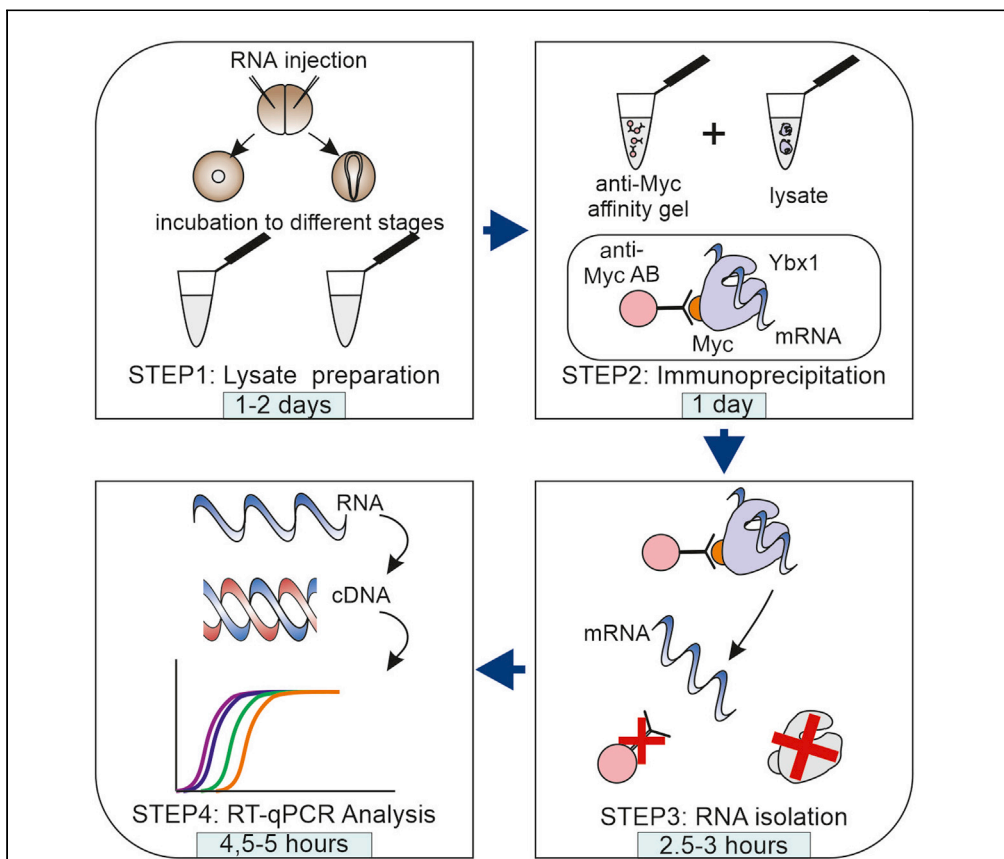 RNA injection
incubation to different stages
STEP1: Lysate preparation
1-2 days
+
anti-Myc
affinity gel
lysate
anti-
Myc AB
Ybx1
Myc
mRNA
STEP2: Immunoprecipitation
1 day
mRNA
STEP3: RNA isolation
2.5-3 hours
RNA
cDNA
STEP4: RT-qPCR Analysis
4,5-5 hours